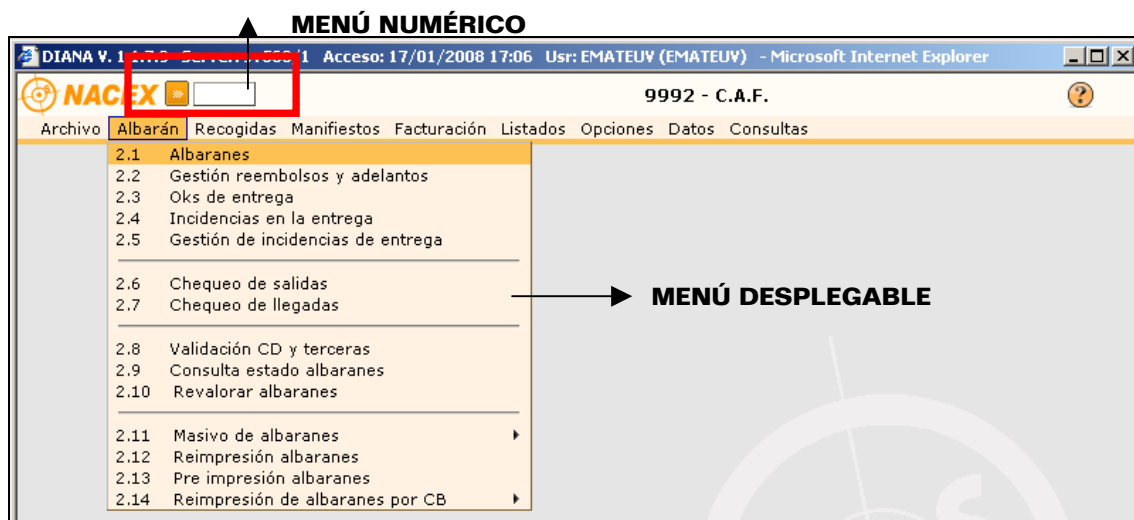 MENÚ NUMÉRICO
DIANA V. Acceso: 17/01/2008 17:06 Usr: EMATEUV (EMATEUV) - Microsoft Internet Explorer
NACEX 9992 - C.A.F. ?
Archivo Albarán Recogidas Manifiestos Facturación Listados Opciones Datos Consultas
2.1 Albaranes
2.2 Gestión reembolsos y adelantos
2.3 Oks de entrega
2.4 Incidencias en la entrega
2.5 Gestión de incidencias de entrega
2.6 Chequeo de salidas
2.7 Chequeo de llegadas
MENÚ DESPLEGABLE
2.8 Validación CD y terceras
2.9 Consulta estado albaranes
2.10 Revalorar albaranes
2.11 Masivo de albaranes
2.12 Reimpresión albaranes
2.13 Pre impresión albaranes
2.14 Reimpresión de albaranes por CB